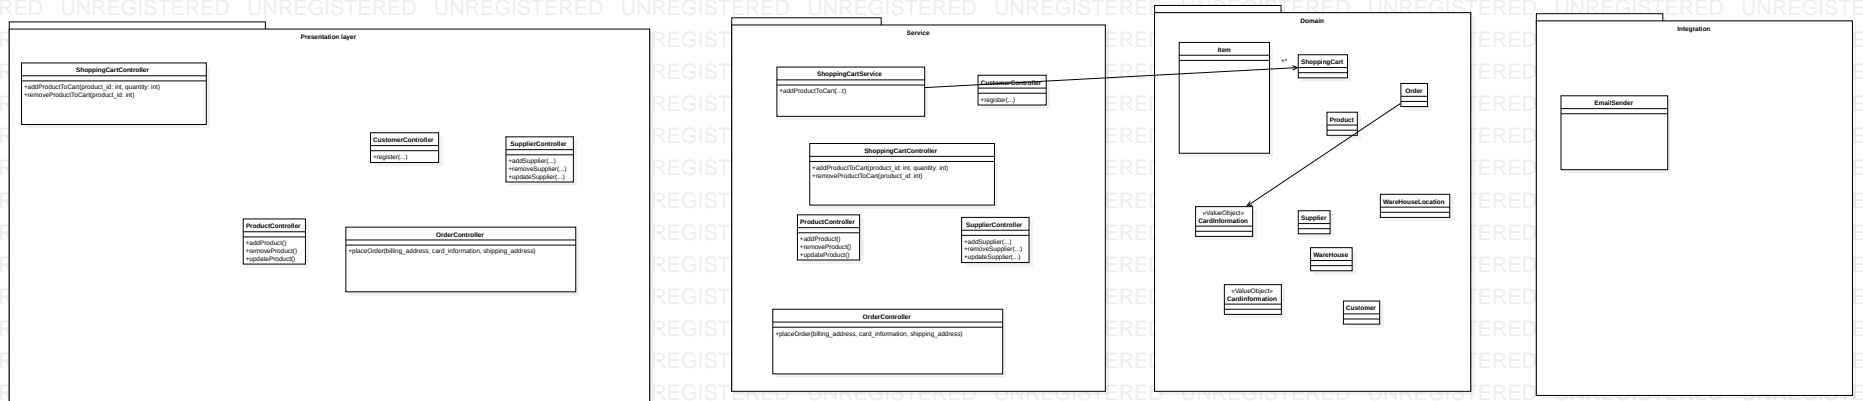 Presentation layer
ShoppingCartController
+addProductToCart(product_id: int, quantity: int)
+removeProductToCart(product_id: int)
CustomerController
+register(...)
SupplierController
+addSupplier(...)
+removeSupplier(...)
+updateSupplier(...)
ProductController
+addProduct()
+removeProduct()
+updateProduct()
OrderController
+placeOrder(billing_address, card_information, shipping_address)
Service
ShoppingCartService
+addProductToCart(...t)
CustomerController
+register(...)
ShoppingCartController
+addProductToCart(product_id: int, quantity: int)
+removeProductToCart(product_id: int)
ProductController
+addProduct()
+removeProduct()
+updateProduct()
SupplierController
+addSupplier(...)
+removeSupplier(...)
+updateSupplier(...)
OrderController
+placeOrder(billing_address, card_information, shipping_address)
Domain
Item
+*
ShoppingCart
Order
Product
«ValueObject»
CardInformation
Supplier
WareHouseLocation
WareHouse
«ValueObject»
CardInformation
Customer
Integration
EmailSender
UNREGISTERED